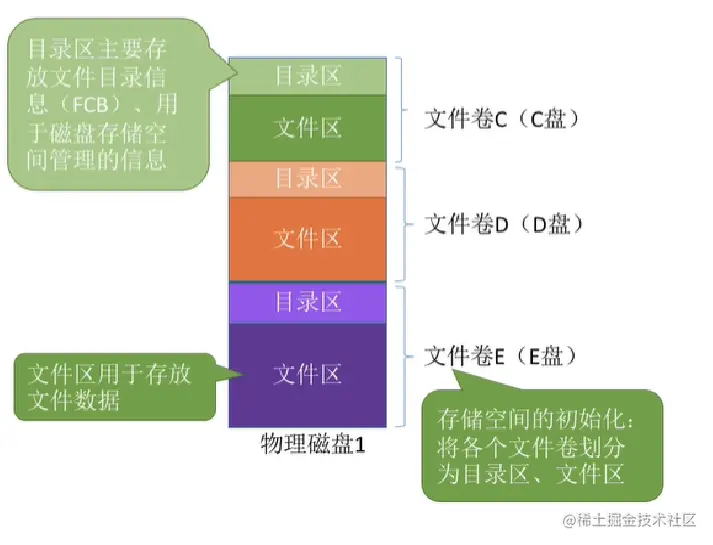 目录区主要存
放文件目录信
息（FCB）、用
于磁盘存储空
间管理的信息
目录区
文件区
文件卷C（C盘）
目录区
文件区
文件卷D（D盘）
目录区
文件区
文件卷E（E盘）
文件区用于存放
文件数据
存储空间的初始化：
将各个文件卷划分
为目录区、文件区
物理磁盘1
@稀土掘金技术社区